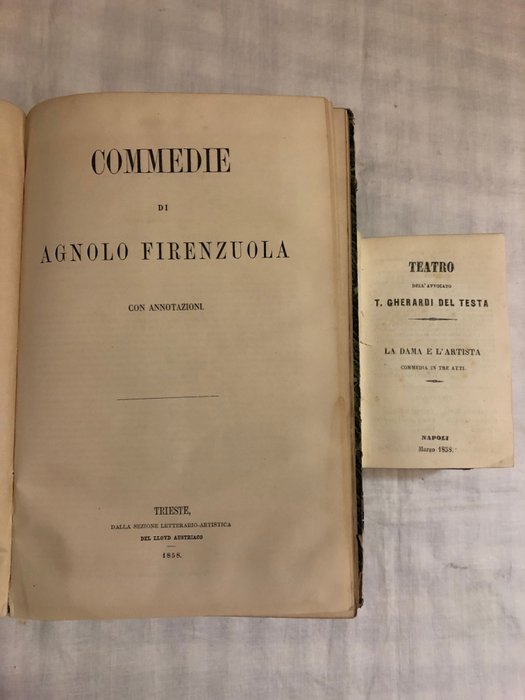 COMMEDIE
DI
AGNOLO FIRENZUOLA
CON ANNOTAZIONI.
TRIESTE,
DALLA SEZIONE LETTERARIO-ARTISTICA
DEL LLOYD AUSTRIACO
1858.
TEATRO
DELL'AVVOCATO
T. GHERARDI DEL TESTA
LA DAMA E L'ARTISTA
COMMEDIA IN TRE ATTI.
NAPOLI
Marzo 1858.